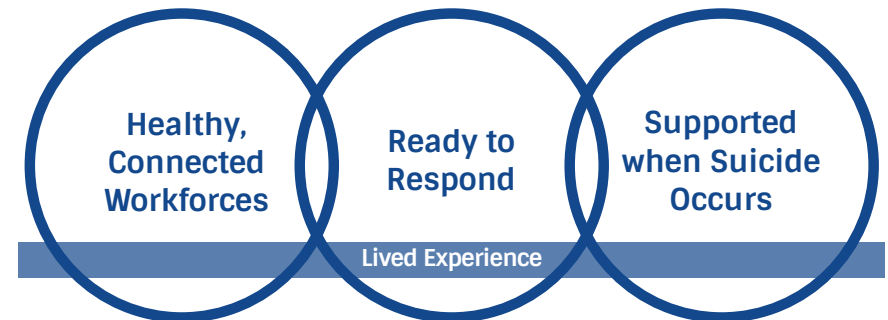 Healthy,
Connected
Workforces
Ready to
Respond
Supported
when Suicide
Occurs
Lived Experience